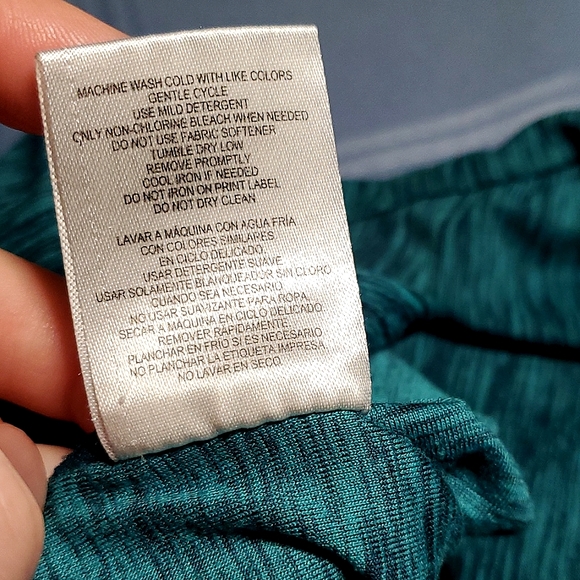 MACHINE WASH COLD WITH LIKE COLORS
GENTLE CYCLE
USE MILD DETERGENT
ONLY NON-CHLORINE BLEACH WHEN NEEDED
DO NOT USE FABRIC SOFTENER
TUMBLE DRY LOW
REMOVE PROMPTLY
COOL IRON IF NEEDED
DO NOT IRON ON PRINT LABEL
DO NOT DRY CLEAN
LAVAR A MÁQUINA CON AGUA FRÍA
CON COLORES SIMILARES
EN CICLO DELICADO.
USAR DETERGENTE SUAVE
USAR SOLAMENTE BLANQUEADOR SIN CLORO
CUANDO SEA NECESARIO
NO USAR SUAVIZANTE PARA ROPA.
SECAR A MÁQUINA EN CICLO DELICADO.
REMOVER RÁPIDAMENTE.
PLANCHAR EN FRÍO SI ES NECESARIO
NO PLANCHAR LA ETIQUETA IMPRESA.
NO LAVAR EN SECO.